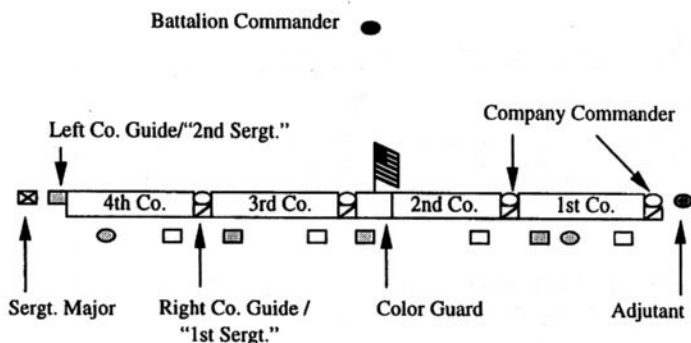 Battalion Commander
Left Co. Guide/“2nd Sergt.”
Company Commander
4th Co.
3rd Co.
2nd Co.
1st Co.
Sergt. Major
Right Co. Guide /
“1st Sergt.”
Color Guard
Adjutant